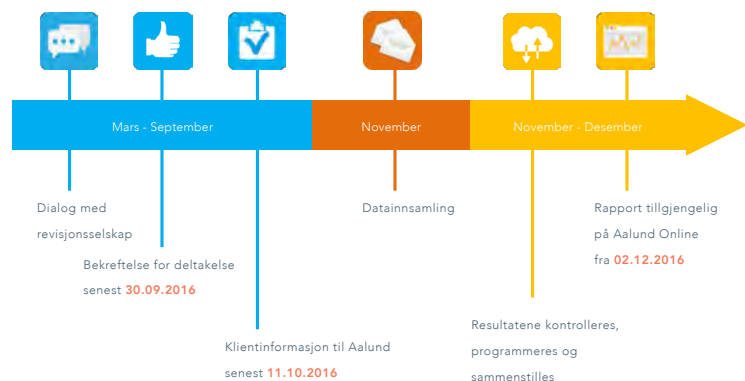 Mars - September
November
November - Desember
Dialog med
revisjonsselskap
Bekreftelse for deltakelse
senest 30.09.2016
Klientinformasjon til Aalund
senest 11.10.2016
Datainnsamling
Resultatene kontrolleres,
programmeres og
sammenstilles
Rapport tillgjengelig
på Aalund Online
fra 02.12.2016